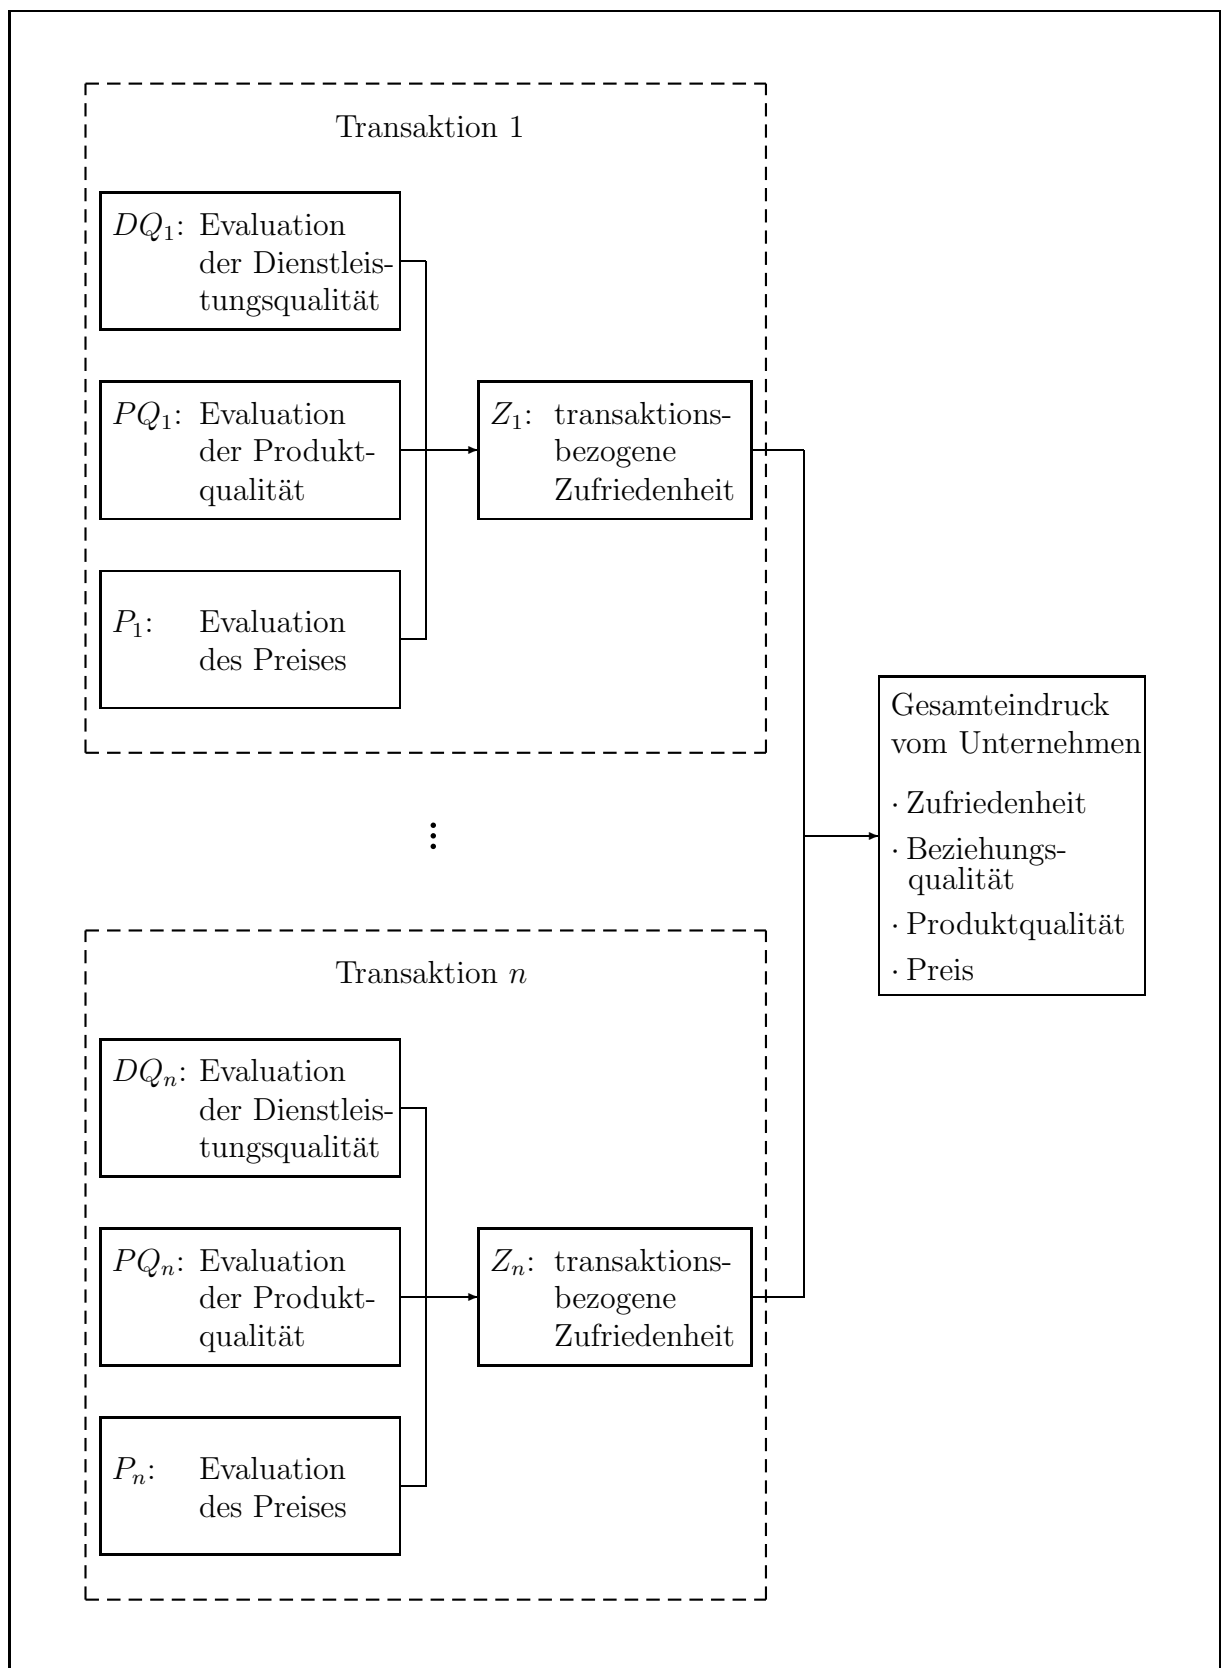 Transaktion 1
DQ₁: Evaluation
der Dienstleis-
tungsqualität
PQ₁: Evaluation
der Produkt-
qualität
P₁: Evaluation
des Preises
Z₁: transaktions-
bezogene
Zufriedenheit
Gesamteindruck
vom Unternehmen
· Zufriedenheit
· Beziehungs-
qualität
· Produktqualität
· Preis
⋮
Transaktion n
DQₙ: Evaluation
der Dienstleis-
tungsqualität
PQₙ: Evaluation
der Produkt-
qualität
Pₙ: Evaluation
des Preises
Zₙ: transaktions-
bezogene
Zufriedenheit